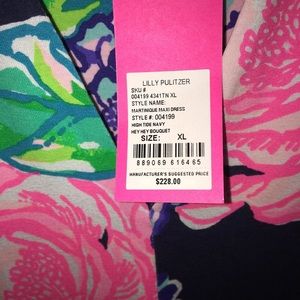 LILLY PULITZER
SKU #
004199 4341TN XL
STYLE NAME:
MARTINIQUE MAXI DRESS
STYLE #: 004199
HIGH TIDE NAVY
HEY HEY BOUQUET
SIZE: XL
889069 616465
MANUFACTURER'S SUGGESTED PRICE
$228.00